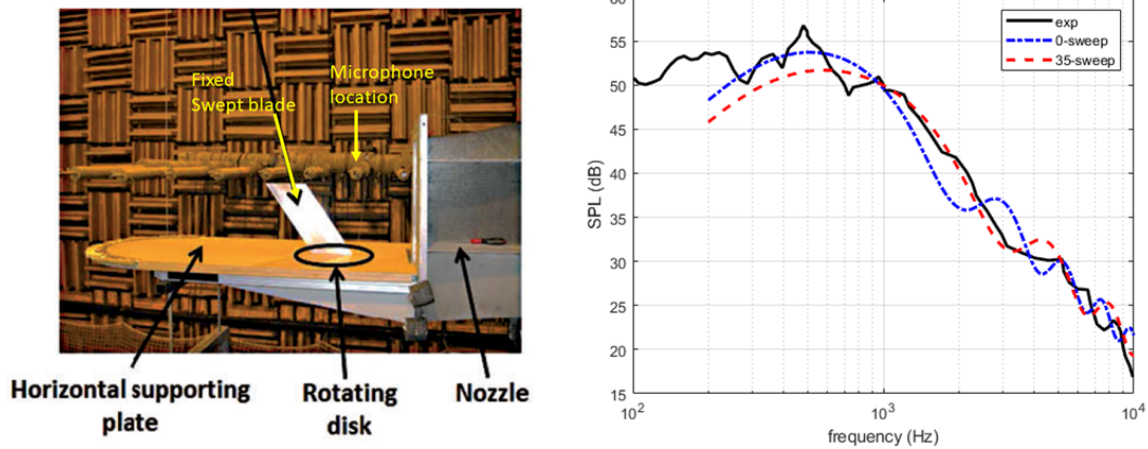 Fixed
Swept blade
Microphone
location
Horizontal supporting
plate
Rotating
disk
Nozzle
60
55
50
45
40
35
30
25
20
15
SPL (dB)
exp
0-sweep
35-sweep
10^2
10^3
10^4
frequency (Hz)